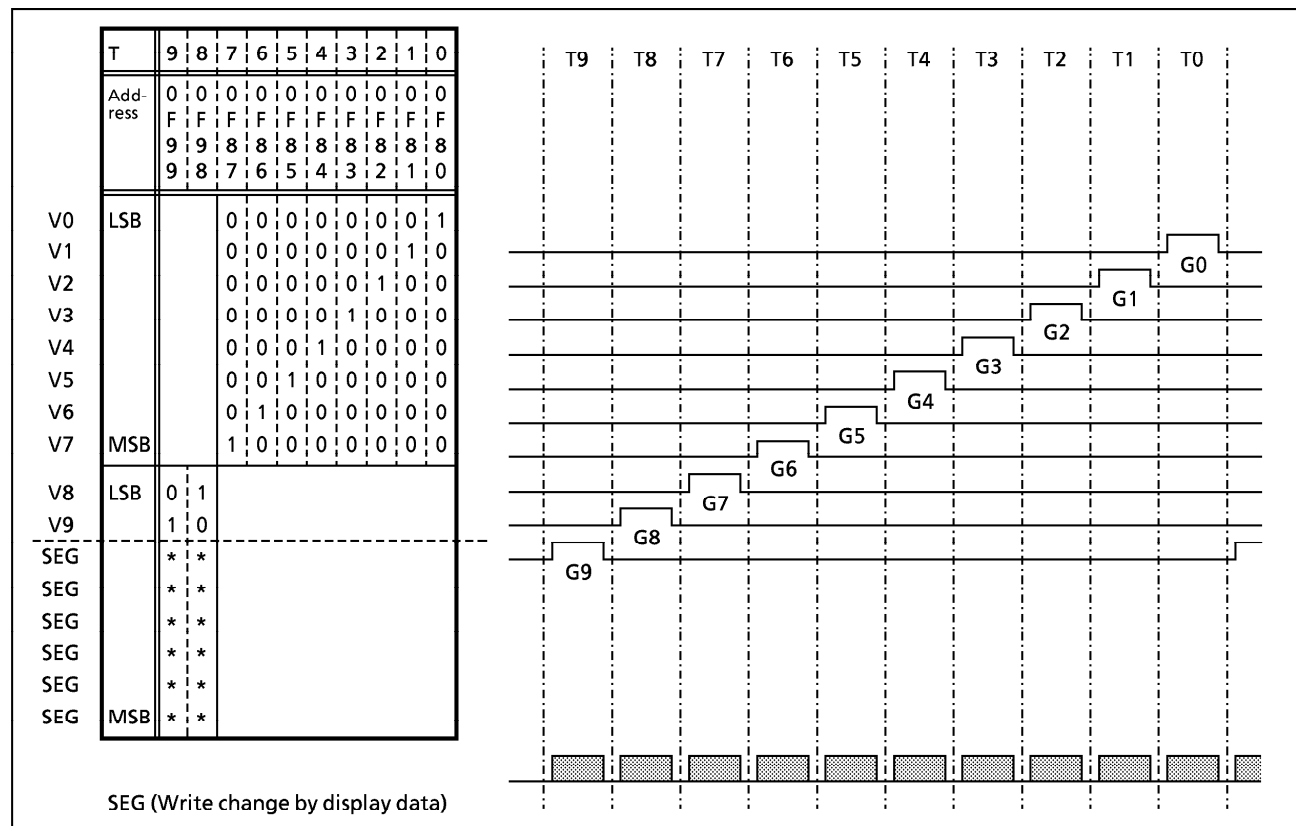 T 9 8 7 6 5 4 3 2 1 0
Add-
ress
0 0 0 0 0 0 0 0 0 0
F F F F F F F F F F
9 9 8 8 8 8 8 8 8 8
9 8 7 6 5 4 3 2 1 0
V0 LSB 0 0 0 0 0 0 0 1
V1 0 0 0 0 0 0 1 0
V2 0 0 0 0 0 1 0 0
V3 0 0 0 0 1 0 0 0
V4 0 0 0 1 0 0 0 0
V5 0 0 1 0 0 0 0 0
V6 0 1 0 0 0 0 0 0
V7 MSB 1 0 0 0 0 0 0 0
V8 LSB 0 1
V9 1 0
SEG * *
SEG * *
SEG * *
SEG * *
SEG * *
SEG MSB * *
SEG (Write change by display data)
T9 T8 T7 T6 T5 T4 T3 T2 T1 T0
G0
G1
G2
G3
G4
G5
G6
G7
G8
G9